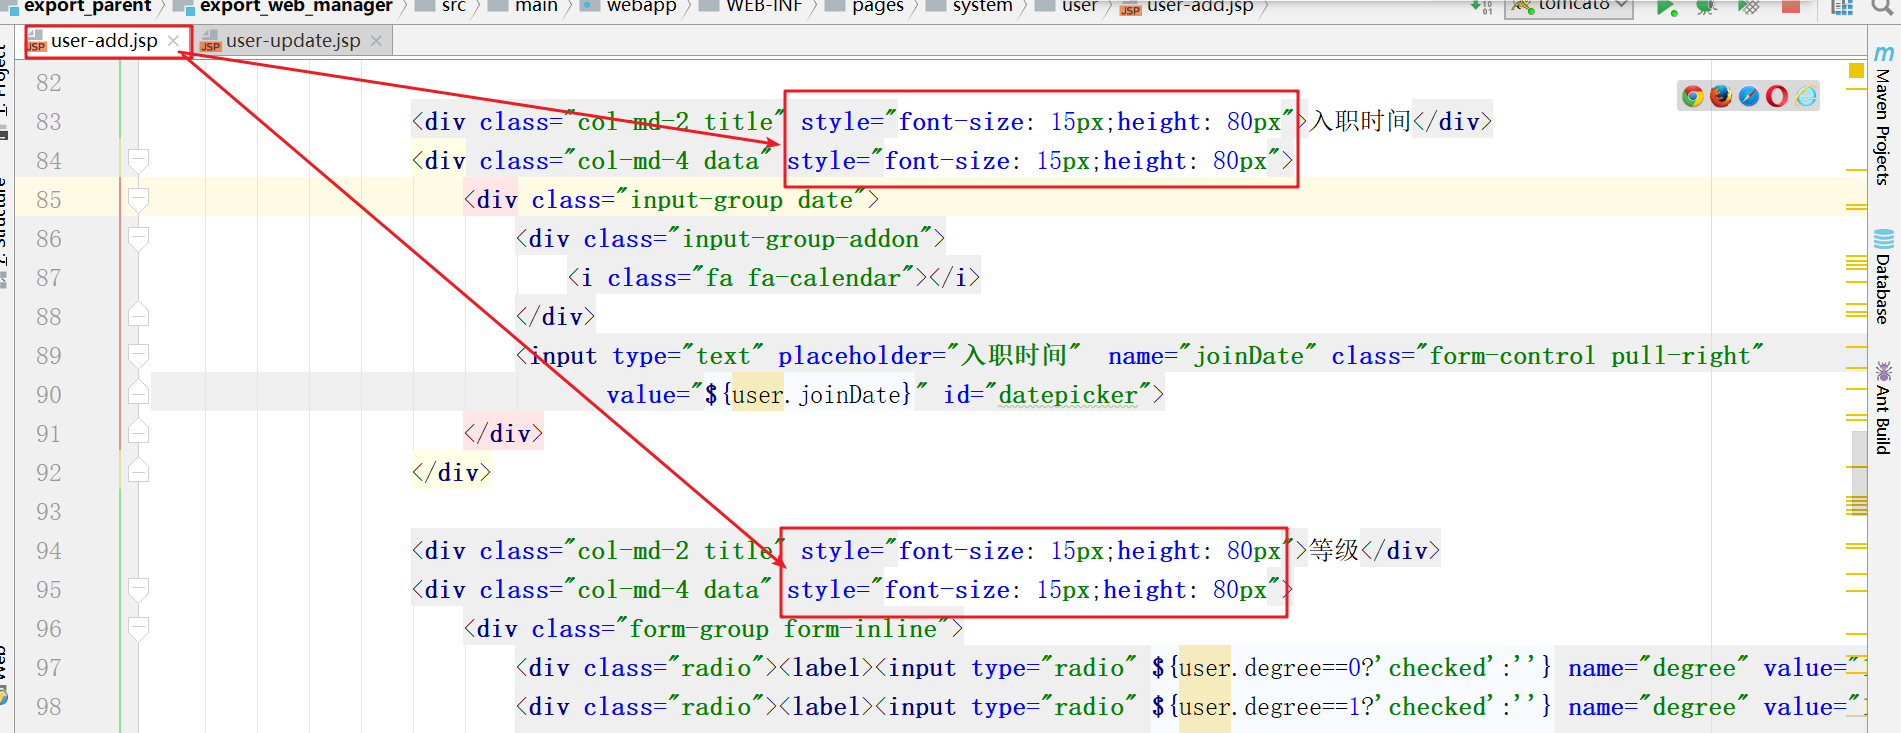 export_parent export_web_manager src main webapp WEB-INF pages system user user-add.jsp tomcat8
user-add.jsp user-update.jsp
82
83 <div class="col-md-2 title" style="font-size: 15px;height: 80px">入职时间</div>
84 <div class="col-md-4 data" style="font-size: 15px;height: 80px">
85 <div class="input-group date">
86 <div class="input-group-addon">
87 <i class="fa fa-calendar"></i>
88 </div>
89 <input type="text" placeholder="入职时间" name="joinDate" class="form-control pull-right"
90 value="${user.joinDate}" id="datepicker">
91 </div>
92 </div>
93
94 <div class="col-md-2 title" style="font-size: 15px;height: 80px">等级</div>
95 <div class="col-md-4 data" style="font-size: 15px;height: 80px">
96 <div class="form-group form-inline">
97 <div class="radio"><label><input type="radio" ${user.degree==0?'checked':''} name="degree" value=
98 <div class="radio"><label><input type="radio" ${user.degree==1?'checked':''} name="degree" value=
1: Project
7: Structure
Web
Maven Projects
Database
Ant Build